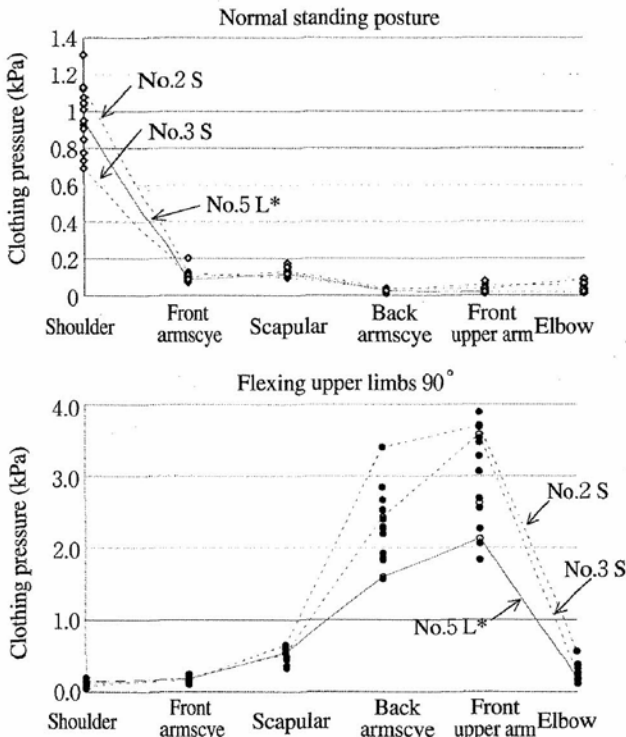 Normal standing posture
Clothing pressure (kPa)
1.4
1.2
1
0.8
0.6
0.4
0.2
0
No.2 S
No.3 S
No.5 L*
Shoulder
Front
armscye
Scapular
Back
armscye
Front
upper arm
Elbow
Flexing upper limbs 90°
Clothing pressure (kPa)
4.0
3.0
2.0
1.0
0.0
No.2 S
No.3 S
No.5 L*
Shoulder
Front
armscye
Scapular
Back
armscye
Front
upper arm
Elbow